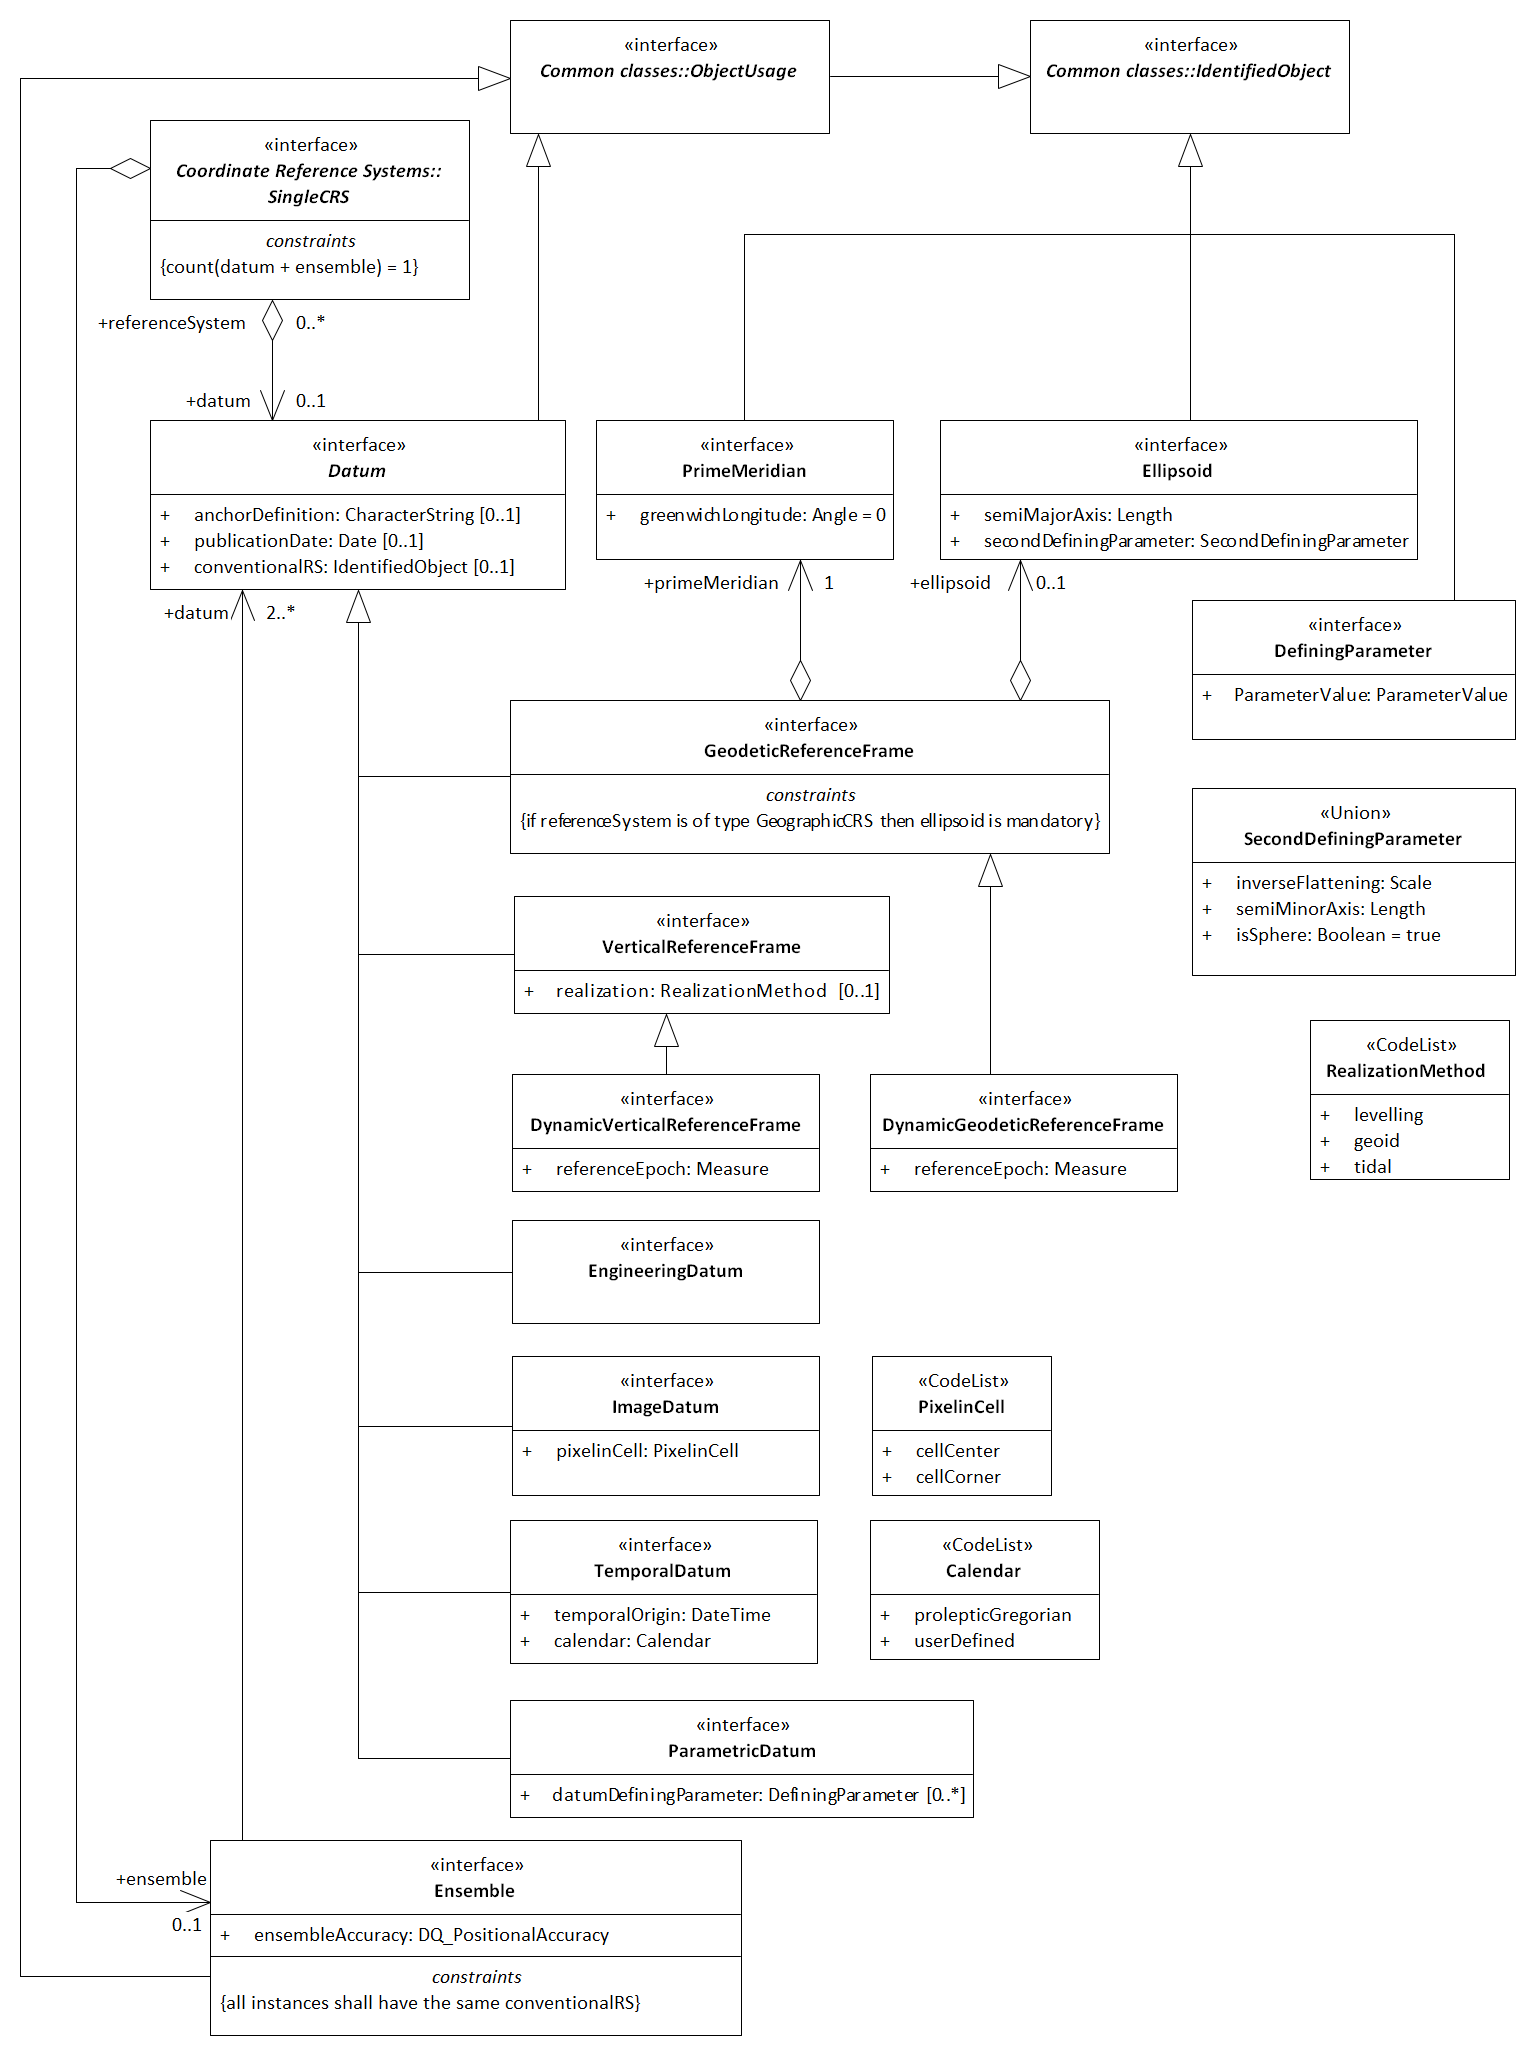 «interface»
Common classes::ObjectUsage
«interface»
Common classes::IdentifiedObject
«interface»
Coordinate Reference Systems::
SingleCRS
constraints
{count(datum + ensemble) = 1}
+referenceSystem
0..*
+datum
0..1
«interface»
Datum
+ anchorDefinition: CharacterString [0..1]
+ publicationDate: Date [0..1]
+ conventionalRS: IdentifiedObject [0..1]
«interface»
PrimeMeridian
+ greenwichLongitude: Angle = 0
«interface»
Ellipsoid
+ semiMajorAxis: Length
+ secondDefiningParameter: SecondDefiningParameter
+datum
2..*
+primeMeridian
1
+ellipsoid
0..1
«interface»
DefiningParameter
+ ParameterValue: ParameterValue
«interface»
GeodeticReferenceFrame
constraints
{if referenceSystem is of type GeographicCRS then ellipsoid is mandatory}
«Union»
SecondDefiningParameter
+ inverseFlattening: Scale
+ semiMinorAxis: Length
+ isSphere: Boolean = true
«interface»
VerticalReferenceFrame
+ realization: RealizationMethod [0..1]
«CodeList»
RealizationMethod
+ levelling
+ geoid
+ tidal
«interface»
DynamicVerticalReferenceFrame
+ referenceEpoch: Measure
«interface»
DynamicGeodeticReferenceFrame
+ referenceEpoch: Measure
«interface»
EngineeringDatum
«interface»
ImageDatum
+ pixelinCell: PixelinCell
«CodeList»
PixelinCell
+ cellCenter
+ cellCorner
«interface»
TemporalDatum
+ temporalOrigin: DateTime
+ calendar: Calendar
«CodeList»
Calendar
+ prolepticGregorian
+ userDefined
«interface»
ParametricDatum
+ datumDefiningParameter: DefiningParameter [0..*]
+ensemble
0..1
«interface»
Ensemble
+ ensembleAccuracy: DQ_PositionalAccuracy
constraints
{all instances shall have the same conventionalRS}